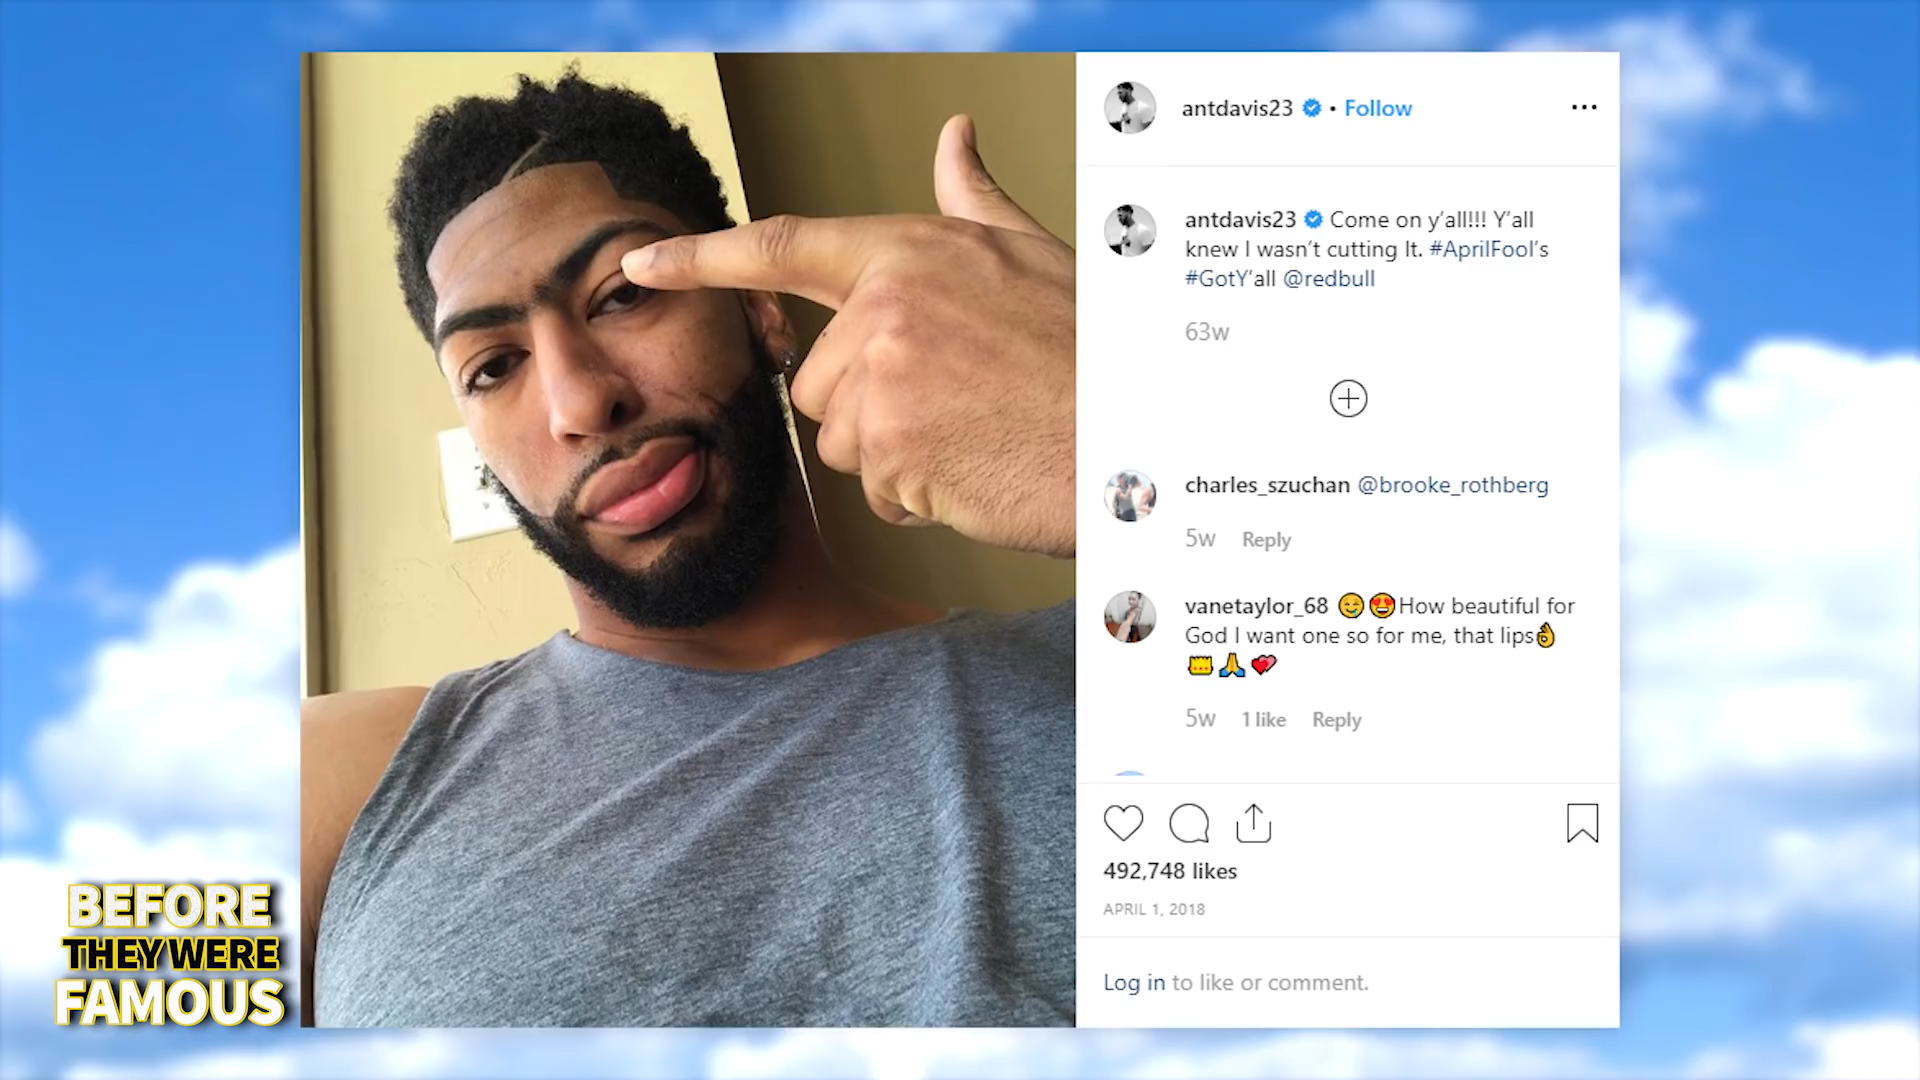 antdavis23 • Follow
antdavis23 Come on y'all!!! Y'all
knew I wasn't cutting It. #AprilFool's
#GotY'all @redbull
63w
charles_szuchan @brooke_rothberg
5w Reply
vanetaylor_68 🤤😍How beautiful for
God I want one so for me, that lips👌
👑🙏💕
5w 1 like Reply
492,748 likes
APRIL 1, 2018
Log in to like or comment.
BEFORE
THEY WERE
FAMOUS